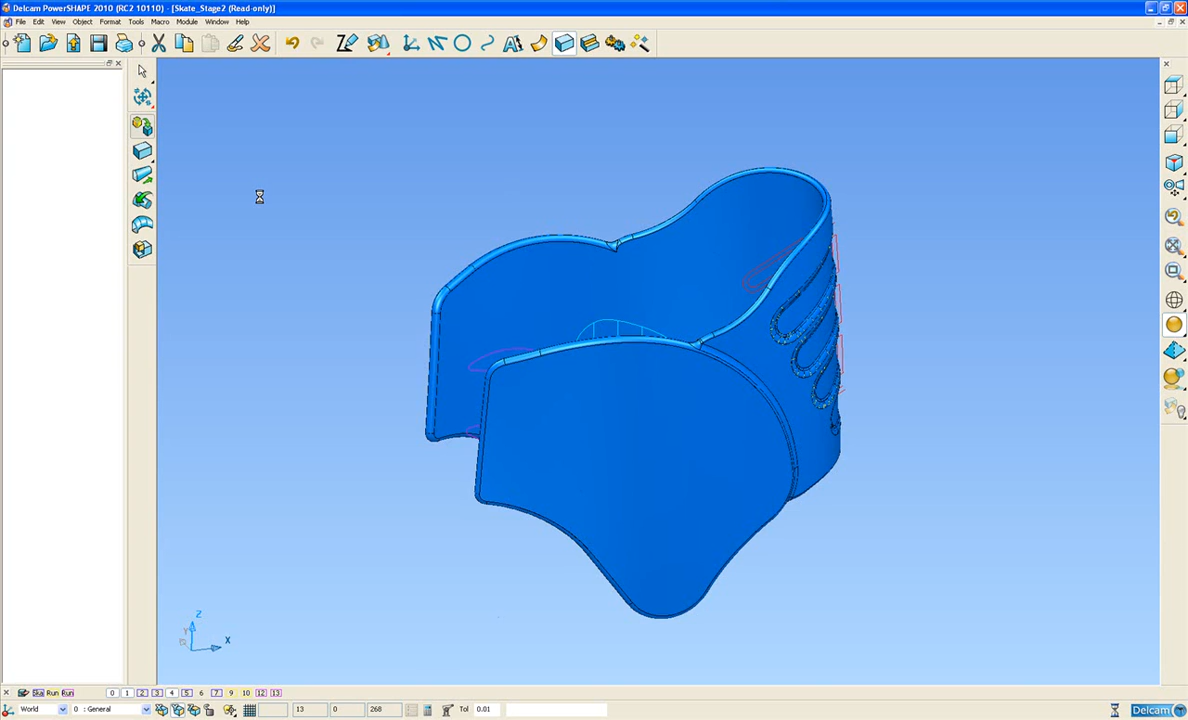 Delcam PowerSHAPE 2010 (RC2 10110) - [Skate_Stage2 (Read-only)]
File Edit View Object Format Tools Macro Module Window Help
Z
Y
X
Ska Run Run 0 1 2 3 4 5 6 7 9 10 12 13
World 0 : General 13 0 268 Tol 0.01 Delcam